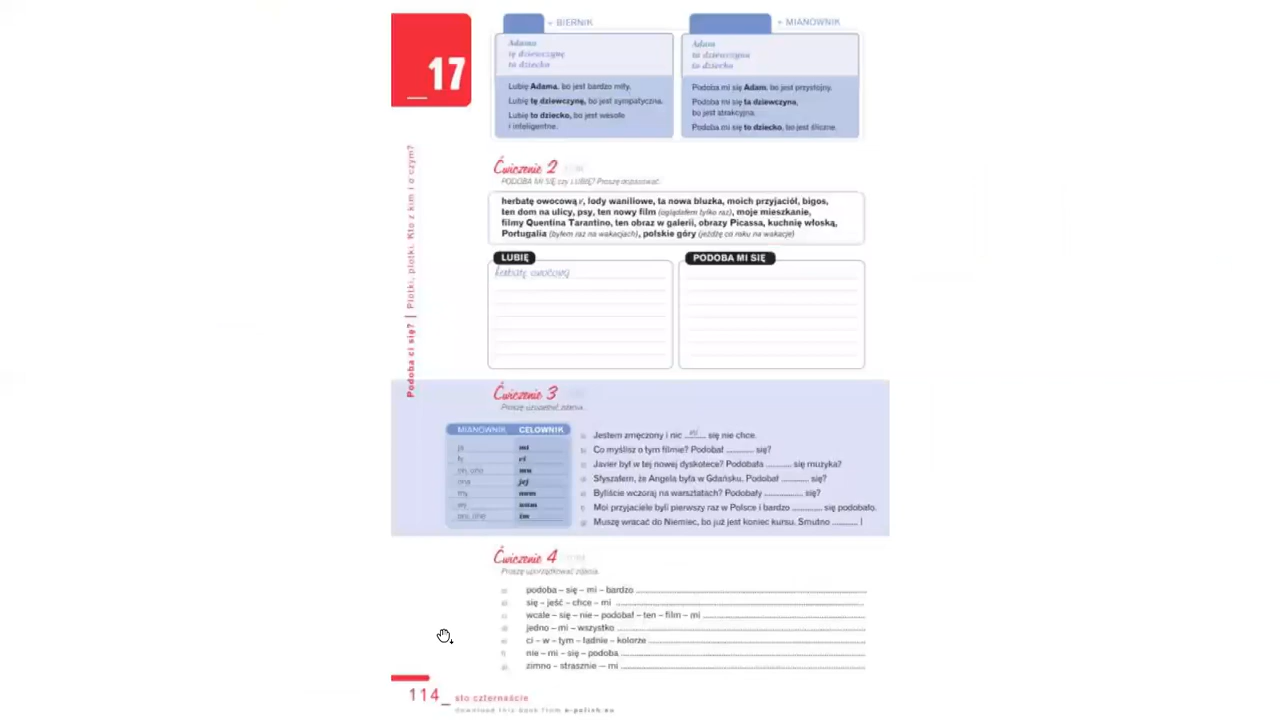 + BIERNIK
+ MIANOWNIK
17
Adama
tę dziewczynę
to dziecko
Adam
ta dziewczyna
to dziecko
Lubię Adama, bo jest bardzo miły.
Lubię tę dziewczynę, bo jest sympatyczna.
Lubię to dziecko, bo jest wesołe
i inteligentne.
Podoba mi się Adam, bo jest przystojny.
Podoba mi się ta dziewczyna,
bo jest atrakcyjna.
Podoba mi się to dziecko, bo jest śliczne.
Podoba ci się? | Plotki, plotki. Kto z kim i o czym?
Ćwiczenie 2
PODOBA MI SIĘ czy LUBIĘ? Proszę dopasować.
herbatę owocową, lody waniliowe, ta nowa bluzka, moich przyjaciół, bigos,
ten dom na ulicy, psy, ten nowy film (oglądałem tylko raz), moje mieszkanie,
filmy Quentina Tarantino, ten obraz w galerii, obrazy Picassa, kuchnię włoską,
Portugalia (byłem raz na wakacjach), polskie góry (jeżdżę co roku na wakacje)
LUBIĘ
PODOBA MI SIĘ
herbatę owocową
Ćwiczenie 3
Proszę uzupełnić zdania.
MIANOWNIK CELOWNIK
ja mi
ty ci
on, ono mu
ona jej
my nam
wy wam
oni, one im
a) Jestem zmęczony i nic ...mi... się nie chce.
b) Co myślisz o tym filmie? Podobał .......... się?
c) Javier był w tej nowej dyskotece? Podobała .......... się muzyka?
d) Słyszałem, że Angela była w Gdańsku. Podobał .......... się?
e) Byliście wczoraj na warsztatach? Podobały ............. się?
f) Moi przyjaciele byli pierwszy raz w Polsce i bardzo .......... się podobało.
g) Muszę wracać do Niemiec, bo już jest koniec kursu. Smutno .......... !
Ćwiczenie 4
Proszę uporządkować zdania.
a) podoba – się – mi – bardzo
b) się – jeść – chce – mi
c) wcale – się – nie – podobał – ten – film – mi
d) jedno – mi – wszystko
e) ci – w – tym – ładnie – kolorze
f) nie – mi – się – podoba
g) zimno – strasznie – mi
114_ sto czternaście
download this book from e-polish.eu